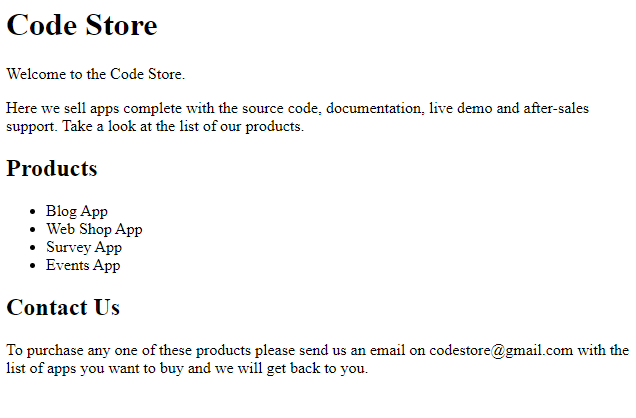 Code Store
Welcome to the Code Store.
Here we sell apps complete with the source code, documentation, live demo and after-sales
support. Take a look at the list of our products.
Products
• Blog App
• Web Shop App
• Survey App
• Events App
Contact Us
To purchase any one of these products please send us an email on codestore@gmail.com with the
list of apps you want to buy and we will get back to you.